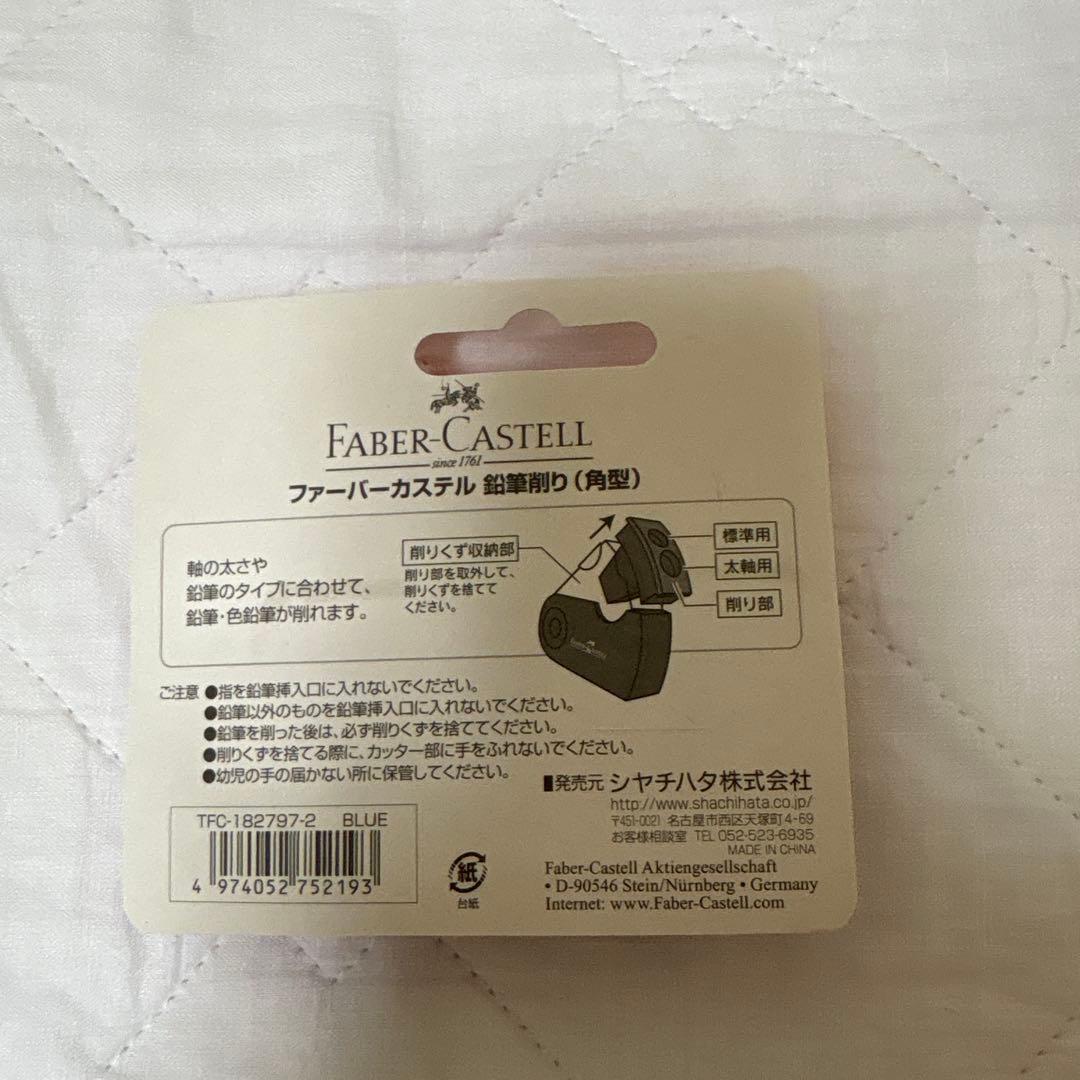 FABER-CASTELL
since 1761
ファーバーカステル 鉛筆削り(角型)
軸の太さや
鉛筆のタイプに合わせて、
鉛筆・色鉛筆が削れます。
削りくず収納部
削り部を取外して、
削りくずを捨てて
ください。
標準用
太軸用
削り部
FABER-CASTELL
ご注意 ●指を鉛筆挿入口に入れないでください。
●鉛筆以外のものを鉛筆挿入口に入れないでください。
●鉛筆を削った後は、必ず削りくずを捨ててください。
●削りくずを捨てる際に、カッター部に手をふれないでください。
●幼児の手の届かない所に保管してください。
■発売元 シヤチハタ株式会社
http://www.shachihata.co.jp/
〒451-0021 名古屋市西区天塚町4-69
お客様相談室 TEL 052-523-6935
MADE IN CHINA
TFC-182797-2 BLUE
4 974052 752193
紙
台紙
Faber-Castell Aktiengesellschaft
• D-90546 Stein/Nürnberg • Germany
Internet: www.Faber-Castell.com